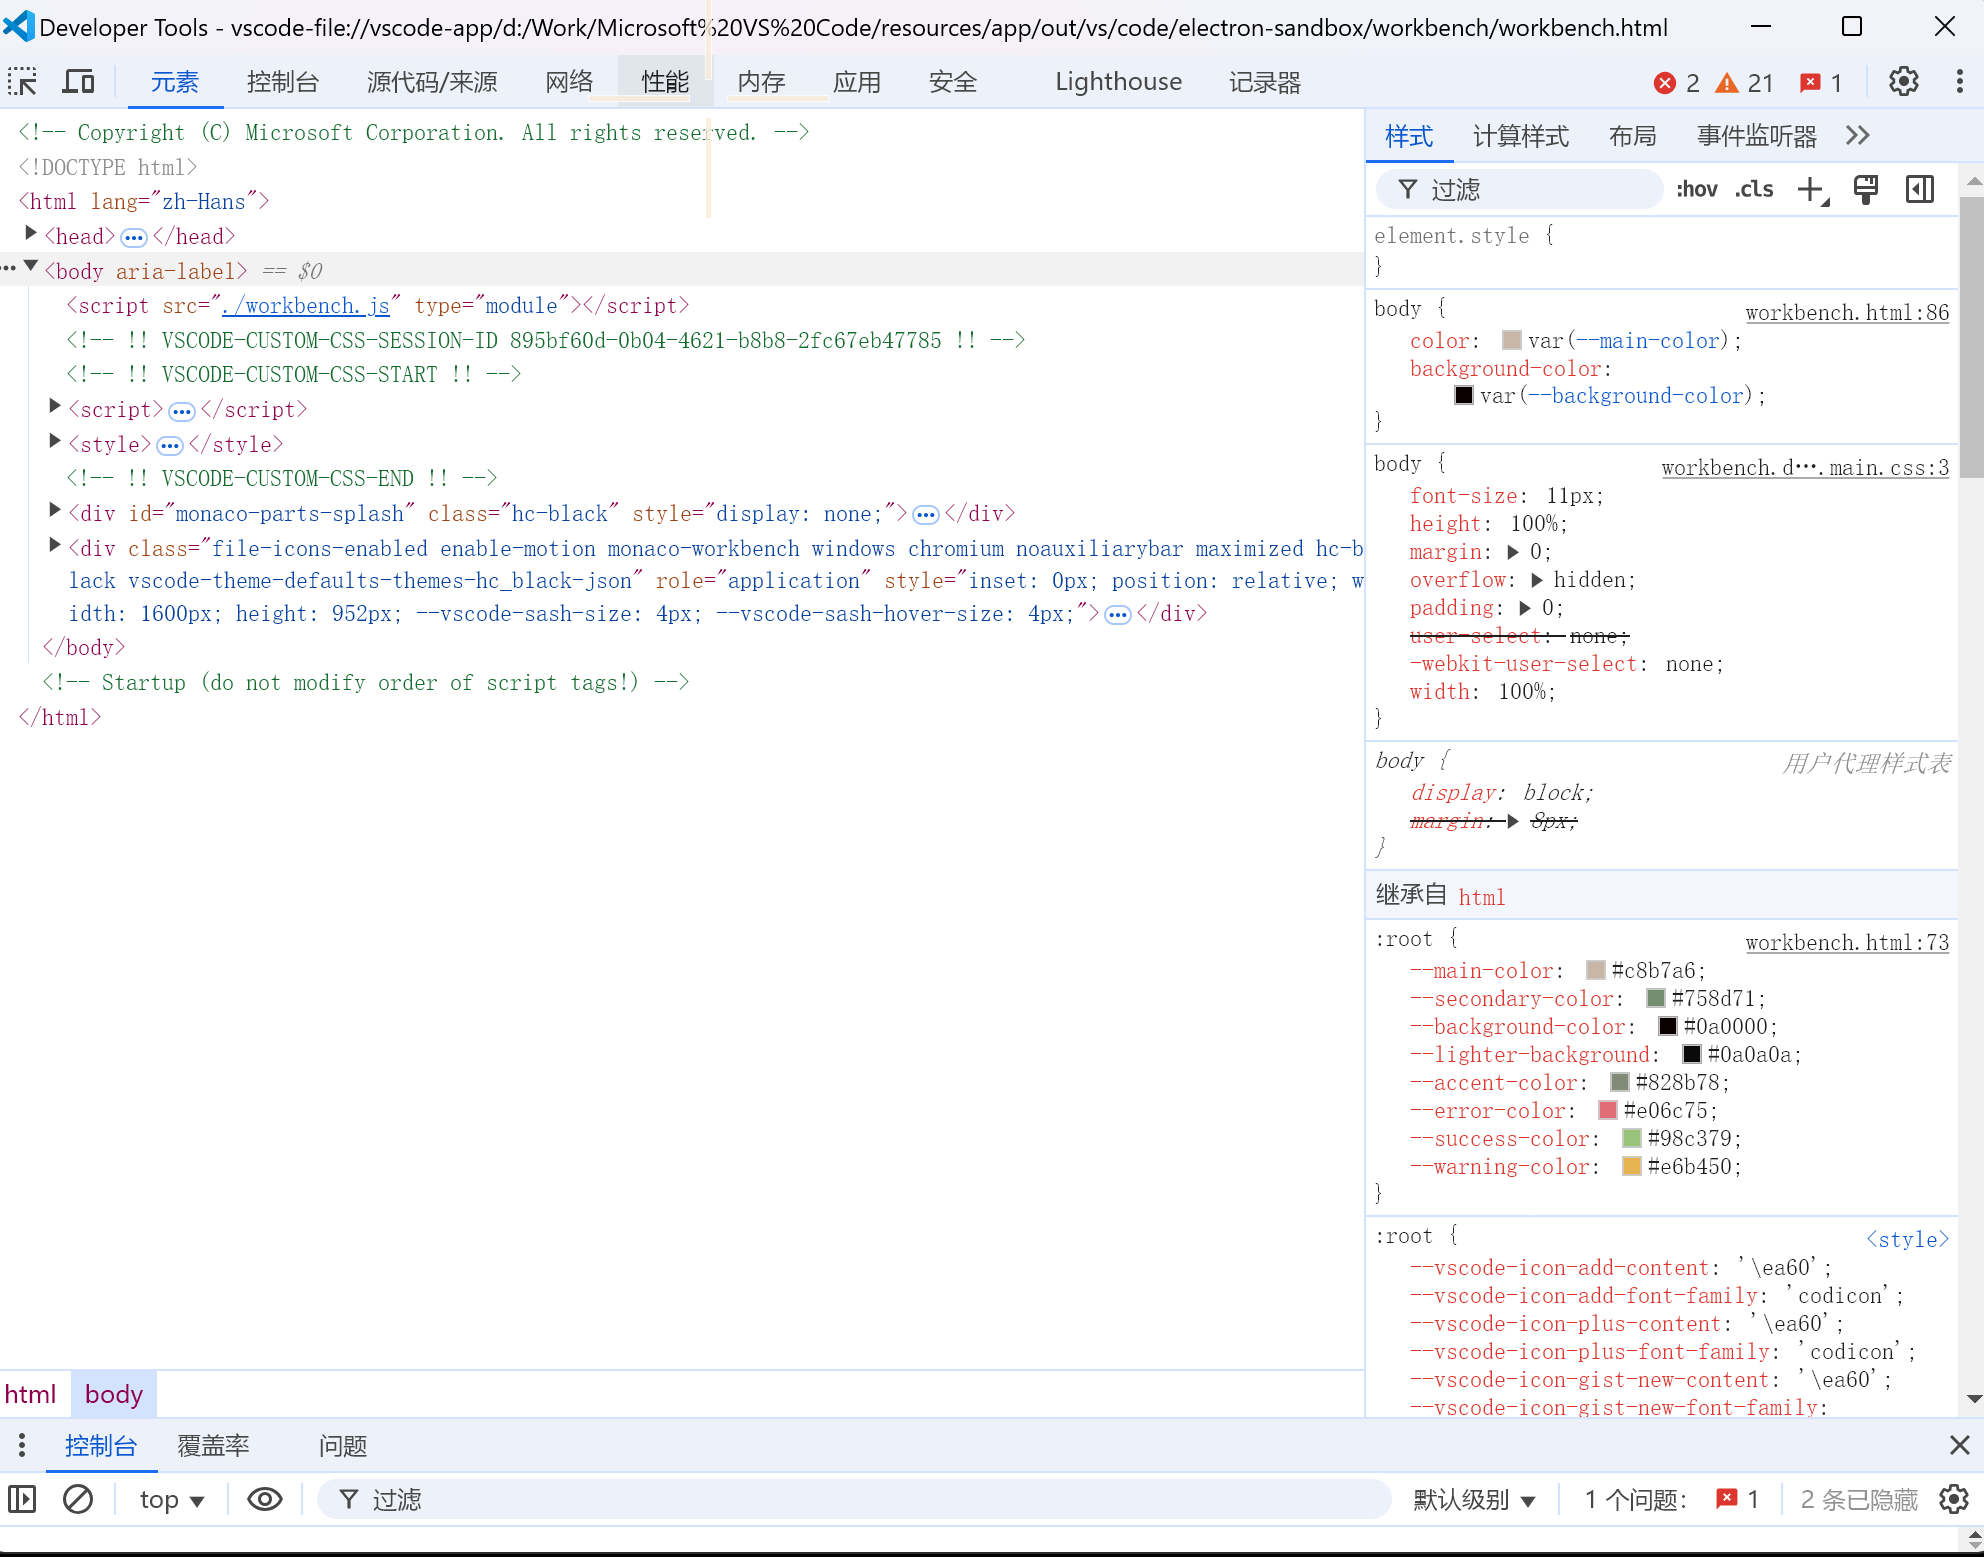 Developer Tools - vscode-file://vscode-app/d:/Work/Microsoft%20VS%20Code/resources/app/out/vs/code/electron-sandbox/workbench/workbench.html
元素 控制台 源代码/来源 网络 性能 内存 应用 安全 Lighthouse 记录器 2 21 1
<!-- Copyright (C) Microsoft Corporation. All rights reserved. -->
<!DOCTYPE html>
<html lang="zh-Hans">
<head>…</head>
<body aria-label> == $0
<script src="./workbench.js" type="module"></script>
<!-- !! VSCODE-CUSTOM-CSS-SESSION-ID 895bf60d-0b04-4621-b8b8-2fc67eb47785 !! -->
<!-- !! VSCODE-CUSTOM-CSS-START !! -->
<script>…</script>
<style>…</style>
<!-- !! VSCODE-CUSTOM-CSS-END !! -->
<div id="monaco-parts-splash" class="hc-black" style="display: none;">…</div>
<div class="file-icons-enabled enable-motion monaco-workbench windows chromium noauxiliarybar maximized hc-b
lack vscode-theme-defaults-themes-hc_black-json" role="application" style="inset: 0px; position: relative; w
idth: 1600px; height: 952px; --vscode-sash-size: 4px; --vscode-sash-hover-size: 4px;">…</div>
</body>
<!-- Startup (do not modify order of script tags!) -->
</html>
样式 计算样式 布局 事件监听器
过滤 :hov .cls
element.style {
}
body { workbench.html:86
color: var(--main-color);
background-color:
var(--background-color);
}
body { workbench.d….main.css:3
font-size: 11px;
height: 100%;
margin: 0;
overflow: hidden;
padding: 0;
user-select: none;
-webkit-user-select: none;
width: 100%;
}
body { 用户代理样式表
display: block;
margin: 8px;
}
继承自 html
:root { workbench.html:73
--main-color: #c8b7a6;
--secondary-color: #758d71;
--background-color: #0a0000;
--lighter-background: #0a0a0a;
--accent-color: #828b78;
--error-color: #e06c75;
--success-color: #98c379;
--warning-color: #e6b450;
}
:root { <style>
--vscode-icon-add-content: '\ea60';
--vscode-icon-add-font-family: 'codicon';
--vscode-icon-plus-content: '\ea60';
--vscode-icon-plus-font-family: 'codicon';
--vscode-icon-gist-new-content: '\ea60';
--vscode-icon-gist-new-font-family:
html body
控制台 覆盖率 问题
top 过滤 默认级别 1 个问题: 1 2 条已隐藏